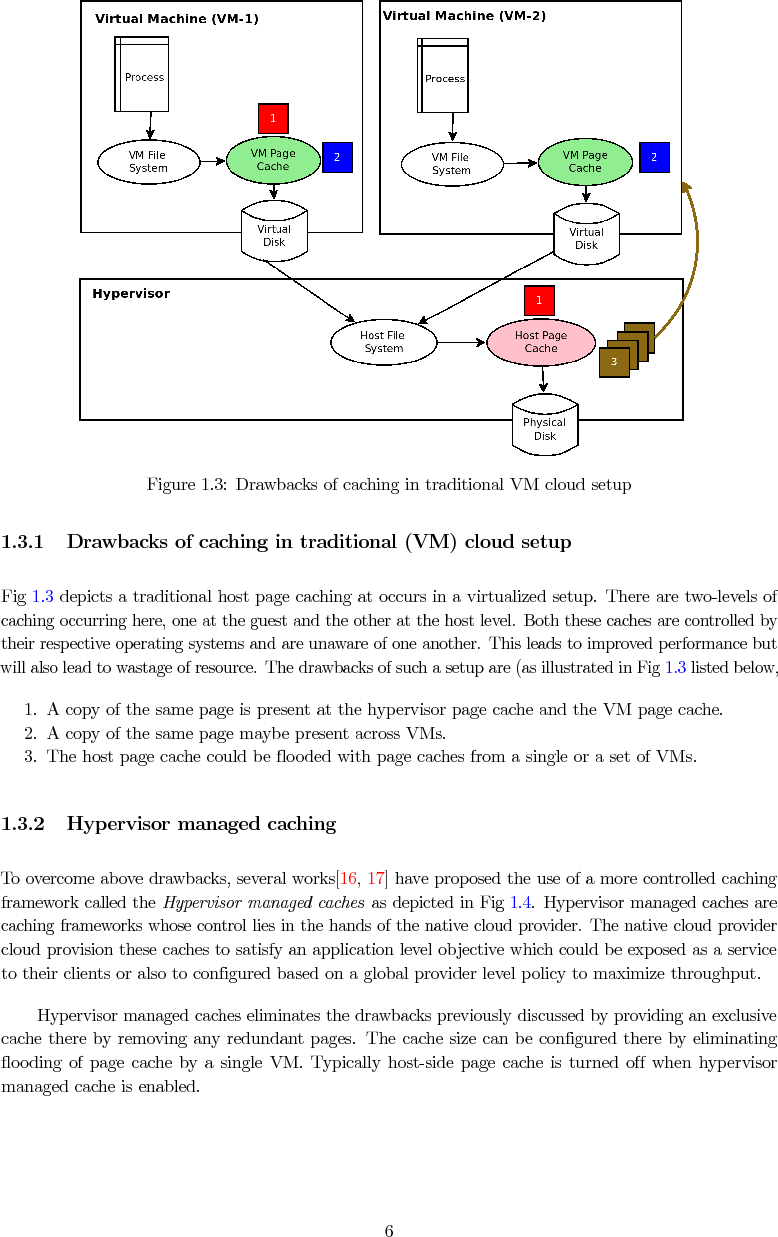 Virtual Machine (VM-1)
Virtual Machine (VM-2)
Process
Process
1
VM File
System
VM Page
Cache
2
VM File
System
VM Page
Cache
2
Virtual
Disk
Virtual
Disk
Hypervisor
1
Host File
System
Host Page
Cache
3
Physical
Disk
Figure 1.3: Drawbacks of caching in traditional VM cloud setup
1.3.1 Drawbacks of caching in traditional (VM) cloud setup
Fig 1.3 depicts a traditional host page caching at occurs in a virtualized setup. There are two-levels of
caching occurring here, one at the guest and the other at the host level. Both these caches are controlled by
their respective operating systems and are unaware of one another. This leads to improved performance but
will also lead to wastage of resource. The drawbacks of such a setup are (as illustrated in Fig 1.3 listed below,
1. A copy of the same page is present at the hypervisor page cache and the VM page cache.
2. A copy of the same page maybe present across VMs.
3. The host page cache could be flooded with page caches from a single or a set of VMs.
1.3.2 Hypervisor managed caching
To overcome above drawbacks, several works[16, 17] have proposed the use of a more controlled caching
framework called the Hypervisor managed caches as depicted in Fig 1.4. Hypervisor managed caches are
caching frameworks whose control lies in the hands of the native cloud provider. The native cloud provider
cloud provision these caches to satisfy an application level objective which could be exposed as a service
to their clients or also to configured based on a global provider level policy to maximize throughput.
Hypervisor managed caches eliminates the drawbacks previously discussed by providing an exclusive
cache there by removing any redundant pages. The cache size can be configured there by eliminating
flooding of page cache by a single VM. Typically host-side page cache is turned off when hypervisor
managed cache is enabled.
6